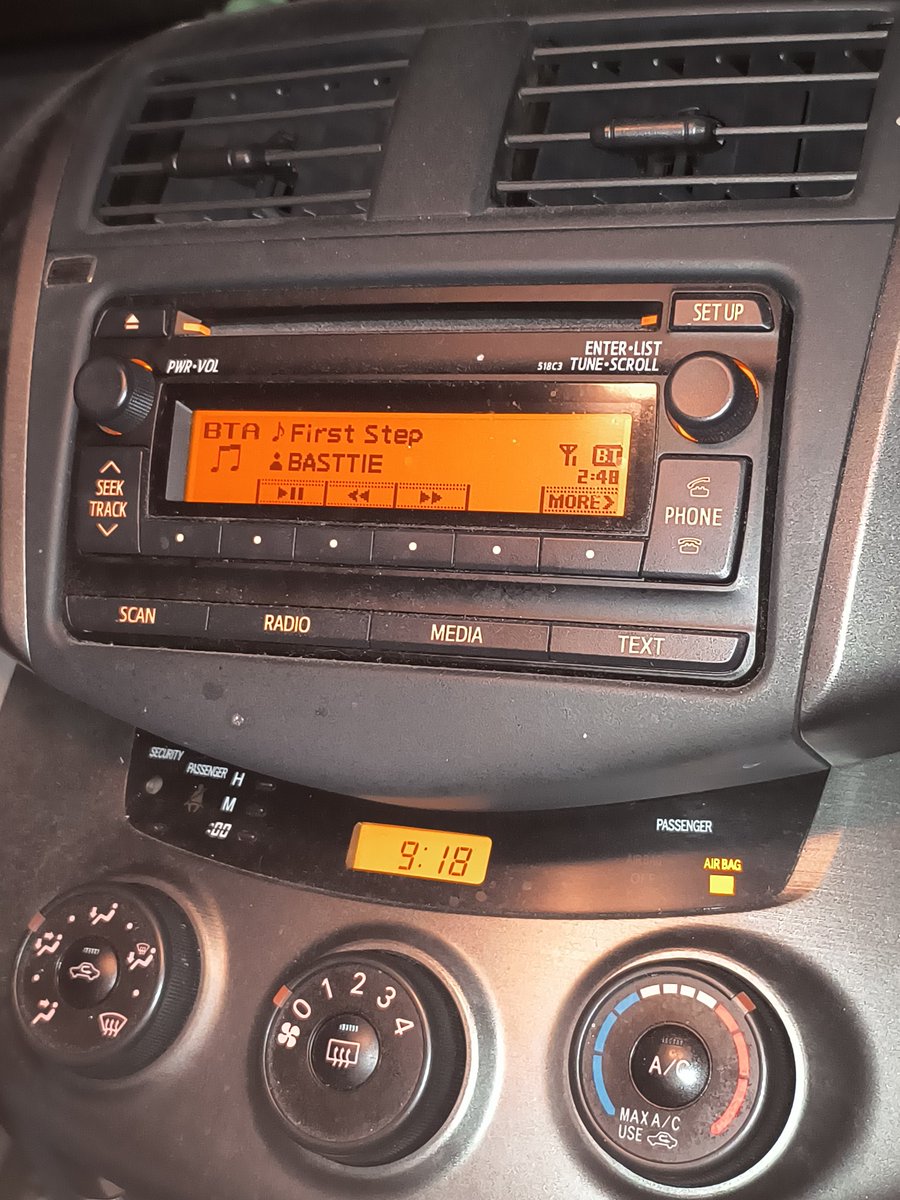 SET UP
PWR•VOL
ENTER•LIST
518C3 TUNE•SCROLL
BTA ♪First Step
BASTTIE
BT
2:48
MORE>
SEEK
TRACK
PHONE
SCAN
RADIO
MEDIA
TEXT
SECURITY
PASSENGER
H
M
:00
9:18
PASSENGER
AIR BAG
0 1 2 3 4
A/C
MAX A/C
USE